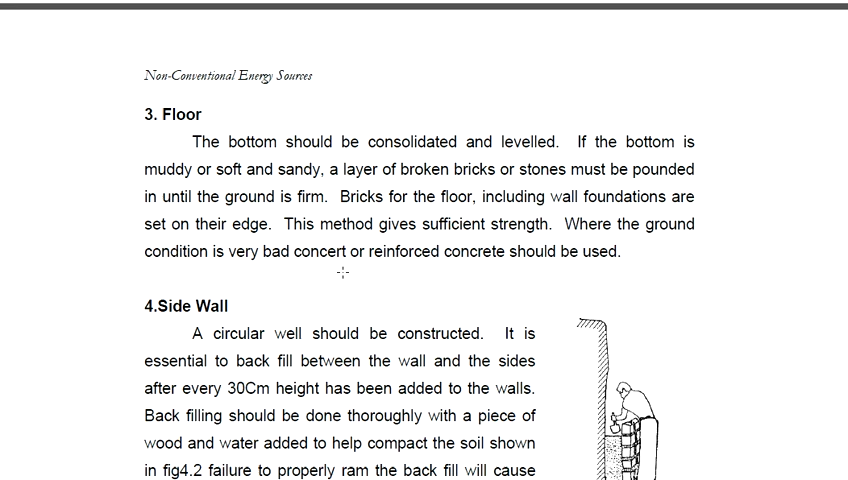 Non-Conventional Energy Sources
3. Floor
The bottom should be consolidated and levelled. If the bottom is
muddy or soft and sandy, a layer of broken bricks or stones must be pounded
in until the ground is firm. Bricks for the floor, including wall foundations are
set on their edge. This method gives sufficient strength. Where the ground
condition is very bad concert or reinforced concrete should be used.
4.Side Wall
A circular well should be constructed. It is
essential to back fill between the wall and the sides
after every 30Cm height has been added to the walls.
Back filling should be done thoroughly with a piece of
wood and water added to help compact the soil shown
in fig4.2 failure to properly ram the back fill will cause